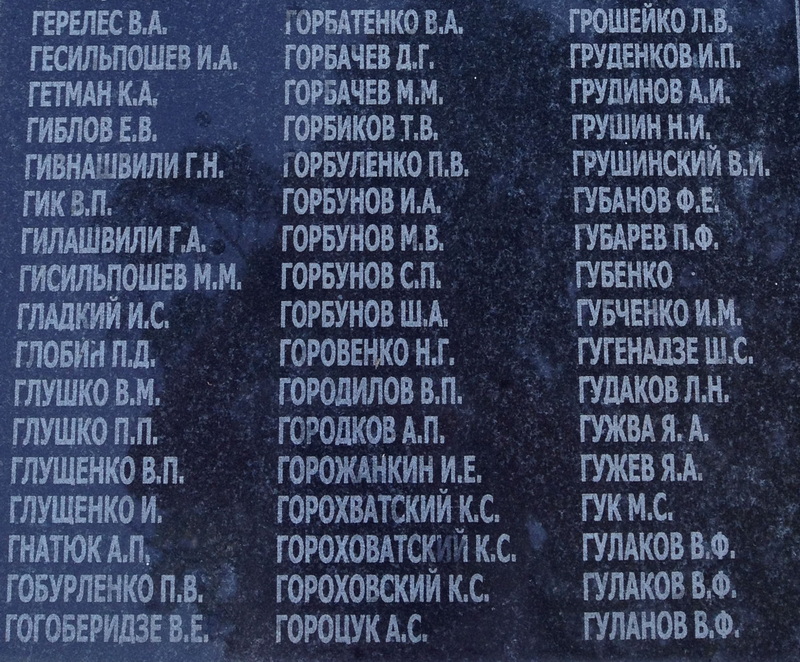 ГЕРЕЛЕС В.А.
ГЕСИЛЬПОШЕВ И.А.
ГЕТМАН К.А.
ГИБЛОВ Е.В.
ГИВНАШВИЛИ Г.Н.
ГИК В.П.
ГИЛАШВИЛИ Г.А.
ГИСИЛЬПОШЕВ М.М.
ГЛАДКИЙ И.С.
ГЛОБИН П.Д.
ГЛУШКО В.М.
ГЛУШКО П.П.
ГЛУЩЕНКО В.П.
ГЛУЩЕНКО И.
ГНАТЮК А.П.
ГОБУРЛЕНКО П.В.
ГОГОБЕРИДЗЕ В.Е.
ГОРБАТЕНКО В.А.
ГОРБАЧЕВ Д.Г.
ГОРБАЧЕВ М.М.
ГОРБИКОВ Т.В.
ГОРБУЛЕНКО П.В.
ГОРБУНОВ И.А.
ГОРБУНОВ М.В.
ГОРБУНОВ С.П.
ГОРБУНОВ Ш.А.
ГОРОВЕНКО Н.Г.
ГОРОДИЛОВ В.П.
ГОРОДКОВ А.П.
ГОРОЖАНКИН И.Е.
ГОРОХВАТСКИЙ К.С.
ГОРОХОВАТСКИЙ К.С.
ГОРОХОВСКИЙ К.С.
ГОРОЦУК А.С.
ГРОШЕЙКО Л.В.
ГРУДЕНКОВ И.П.
ГРУДИНОВ А.И.
ГРУШИН Н.И.
ГРУШИНСКИЙ В.И.
ГУБАНОВ Ф.Е.
ГУБАРЕВ П.Ф.
ГУБЕНКО
ГУБЧЕНКО И.М.
ГУГЕНАДЗЕ Ш.С.
ГУДАКОВ Л.Н.
ГУЖВА Я. А.
ГУЖЕВ Я.А.
ГУК М.С.
ГУЛАКОВ В.Ф.
ГУЛАКОВ В.Ф.
ГУЛАНОВ В.Ф.